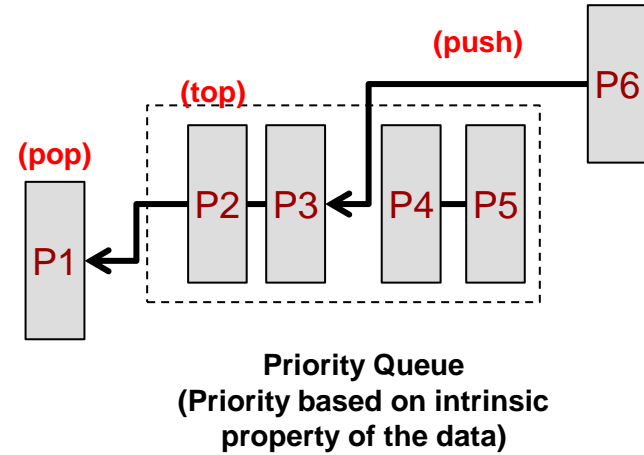 (push)
P6
(top)
(pop)
P2
P3
P4
P5
P1
Priority Queue
(Priority based on intrinsic
property of the data)